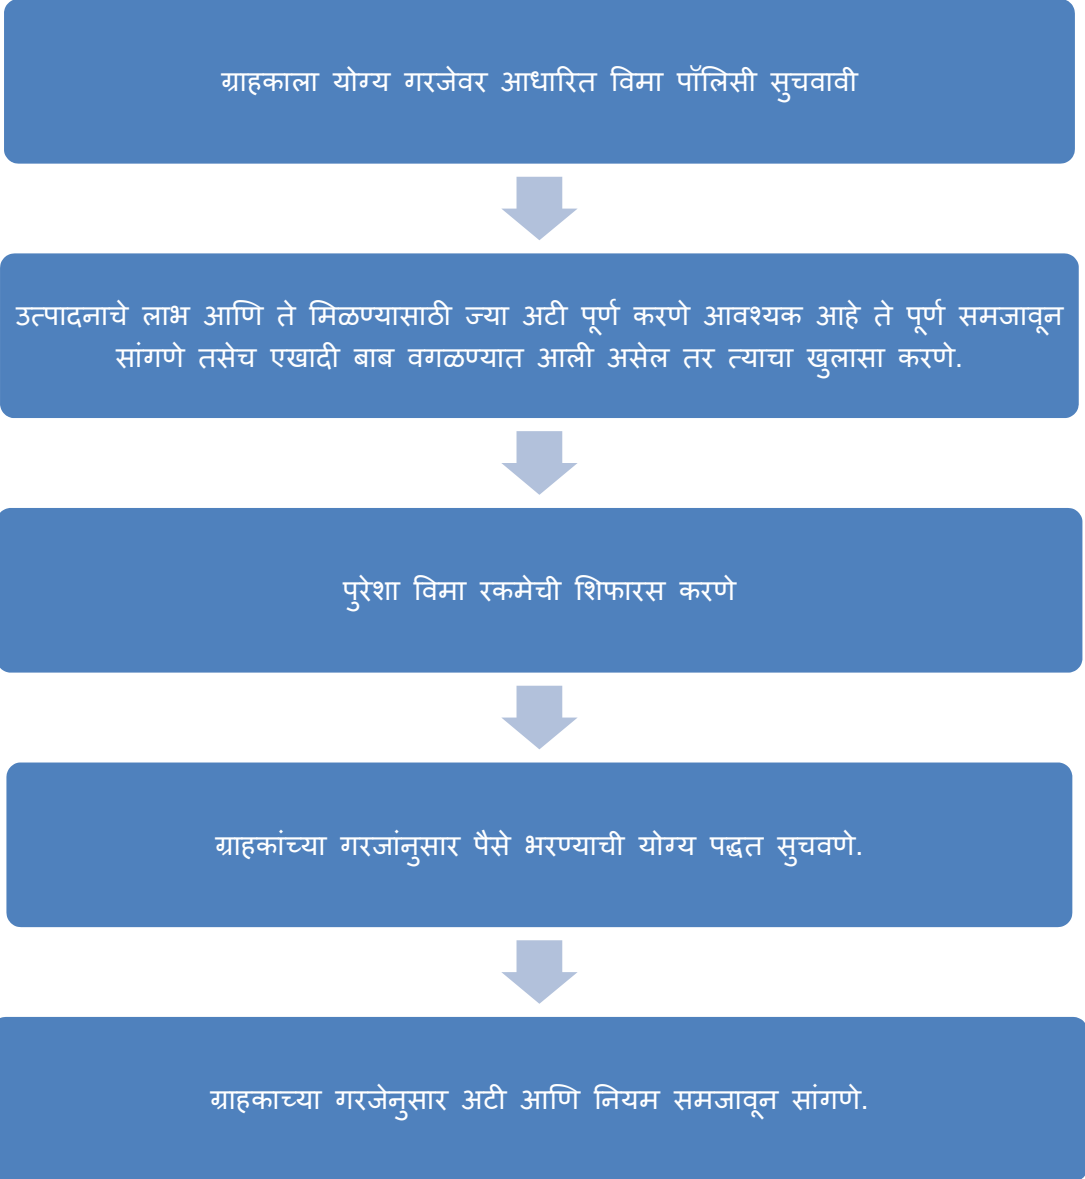 ग्राहकाला योग्य गरजेवर आधारित विमा पॉलिसी सुचवावी
उत्पादनाचे लाभ आणि ते मिळण्यासाठी ज्या अटी पूर्ण करणे आवश्यक आहे ते पूर्ण समजावून
सांगणे तसेच एखादी बाब वगळण्यात आली असेल तर त्याचा खुलासा करणे.
पुरेशा विमा रकमेची शिफारस करणे
ग्राहकांच्या गरजांनुसार पैसे भरण्याची योग्य पद्धत सुचवणे.
ग्राहकाच्या गरजेनुसार अटी आणि नियम समजावून सांगणे.